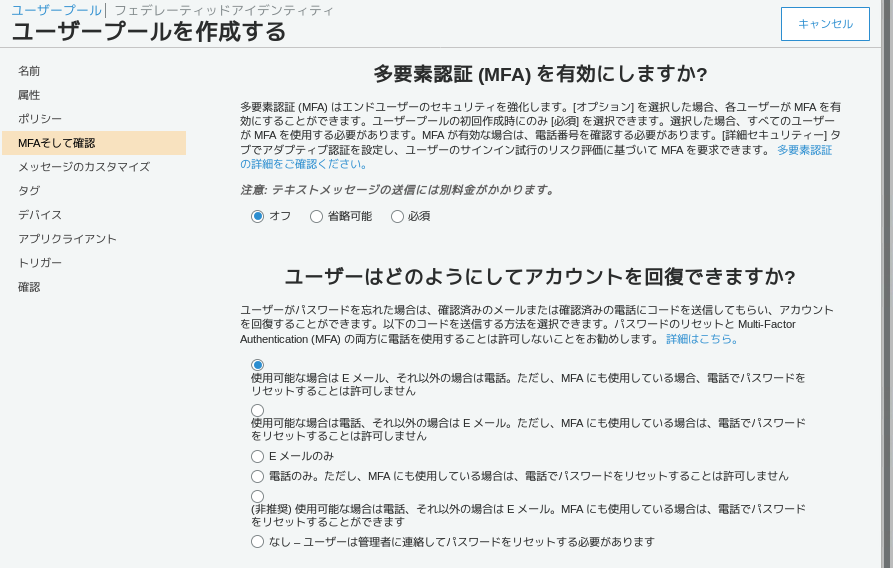 ユーザープール フェデレーティッドアイデンティティ
ユーザープールを作成する
キャンセル
名前
属性
ポリシー
MFAそして確認
メッセージのカスタマイズ
タグ
デバイス
アプリクライアント
トリガー
確認
多要素認証 (MFA) を有効にしますか?
多要素認証 (MFA) はエンドユーザーのセキュリティを強化します。[オプション] を選択した場合、各ユーザーが MFA を有
効にすることができます。ユーザープールの初回作成時にのみ [必須] を選択できます。選択した場合、すべてのユーザー
が MFA を使用する必要があります。MFA が有効な場合は、電話番号を確認する必要があります。[詳細セキュリティー] タ
ブでアダプティブ認証を設定し、ユーザーのサインイン試行のリスク評価に基づいて MFA を要求できます。 多要素認証
の詳細をご確認ください。
注意: テキストメッセージの送信には別料金がかかります。
オフ 省略可能 必須
ユーザーはどのようにしてアカウントを回復できますか?
ユーザーがパスワードを忘れた場合は、確認済みのメールまたは確認済みの電話にコードを送信してもらい、アカウント
を回復することができます。以下のコードを送信する方法を選択できます。パスワードのリセットと Multi-Factor
Authentication (MFA) の両方に電話を使用することは許可しないことをお勧めします。 詳細はこちら。
使用可能な場合は E メール、それ以外の場合は電話。ただし、MFA にも使用している場合、電話でパスワードを
リセットすることは許可しません
使用可能な場合は電話、それ以外の場合は E メール。ただし、MFA にも使用している場合は、電話でパスワード
をリセットすることは許可しません
E メールのみ
電話のみ。ただし、MFA にも使用している場合は、電話でパスワードをリセットすることは許可しません
(非推奨) 使用可能な場合は電話、それ以外の場合は E メール。MFA にも使用している場合は、電話でパスワード
をリセットすることができます
なし – ユーザーは管理者に連絡してパスワードをリセットする必要があります